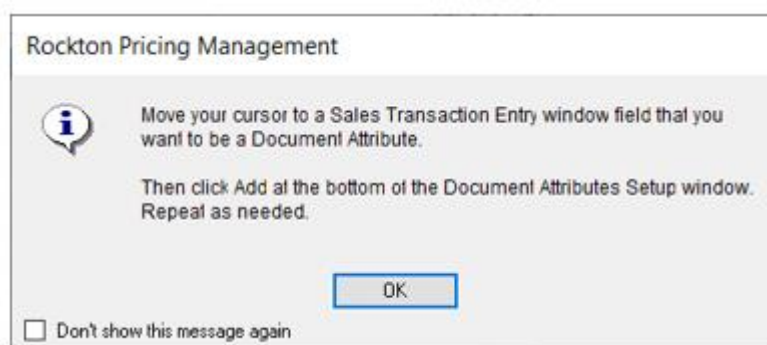 Rockton Pricing Management
Move your cursor to a Sales Transaction Entry window field that you
want to be a Document Attribute.
Then click Add at the bottom of the Document Attributes Setup window.
Repeat as needed.
OK
Don't show this message again